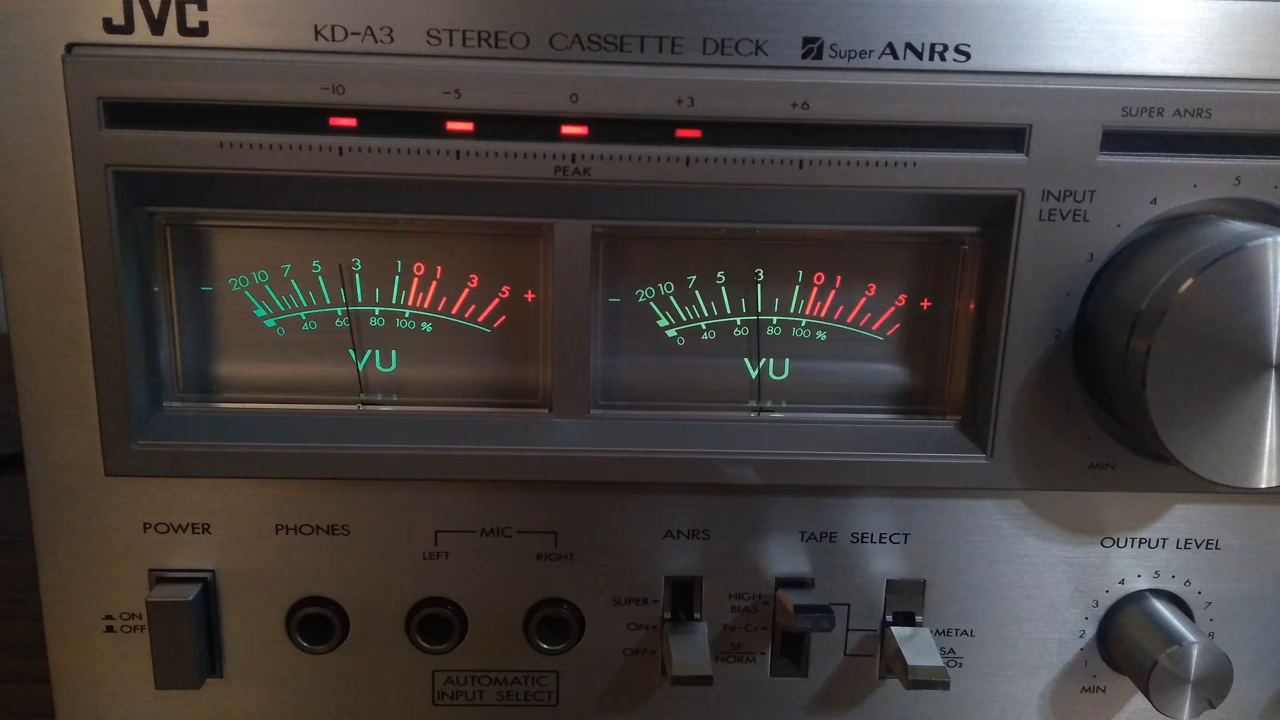 JVC
KD-A3 STEREO CASSETTE DECK Super ANRS
-10 -5 0 +3 +6
PEAK
SUPER ANRS
INPUT
LEVEL
5
4
3
2
1
MIN
- 20 10 7 5 3 1 0 1 3 5 +
0 40 60 80 100 %
VU
- 20 10 7 5 3 1 0 1 3 5 +
0 40 60 80 100 %
VU
POWER
ON
OFF
PHONES
MIC
LEFT RIGHT
AUTOMATIC
INPUT SELECT
ANRS
SUPER
ON
OFF
TAPE SELECT
HIGH
BIAS
Fe-Cr
SF
NORM
METAL
SA
O₂
OUTPUT LEVEL
4 5 6
3 7
2 8
1
MIN